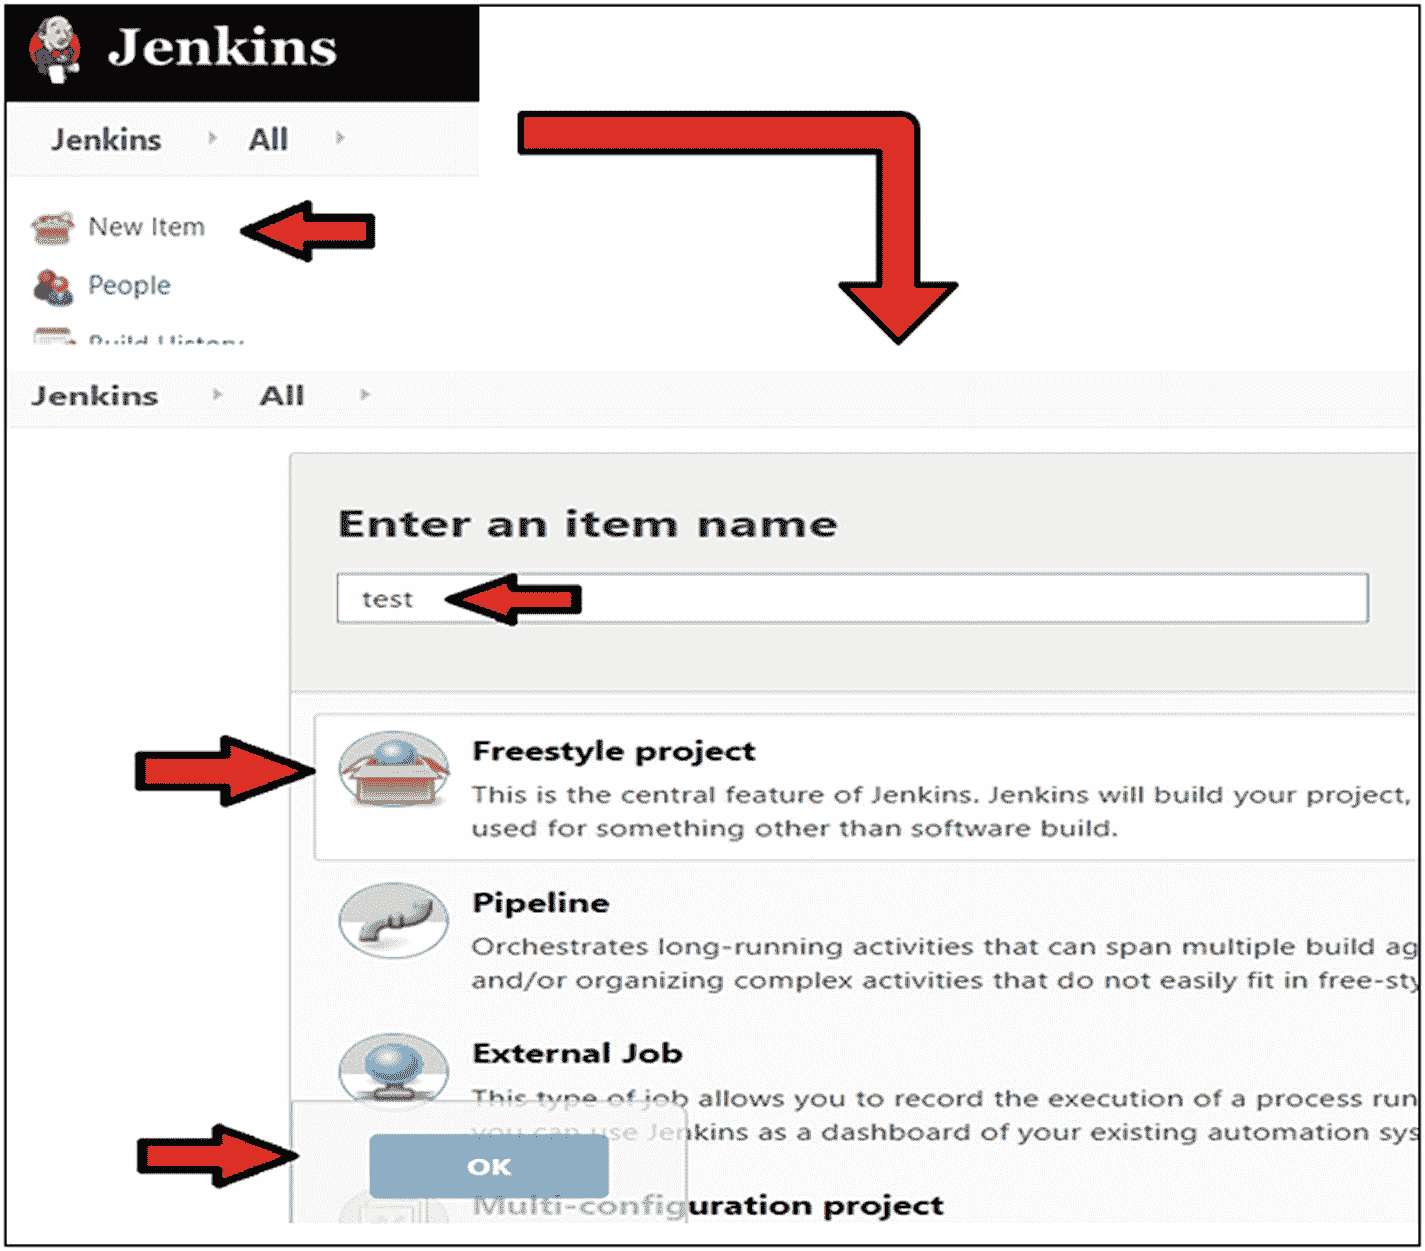 Jenkins
Jenkins All
New Item
People
Build History
Jenkins All
Enter an item name
test
Freestyle project
This is the central feature of Jenkins. Jenkins will build your project,
used for something other than software build.
Pipeline
Orchestrates long-running activities that can span multiple build ag
and/or organizing complex activities that do not easily fit in free-sty
External Job
This type of job allows you to record the execution of a process run
you can use Jenkins as a dashboard of your existing automation sys
OK
Multi-configuration project